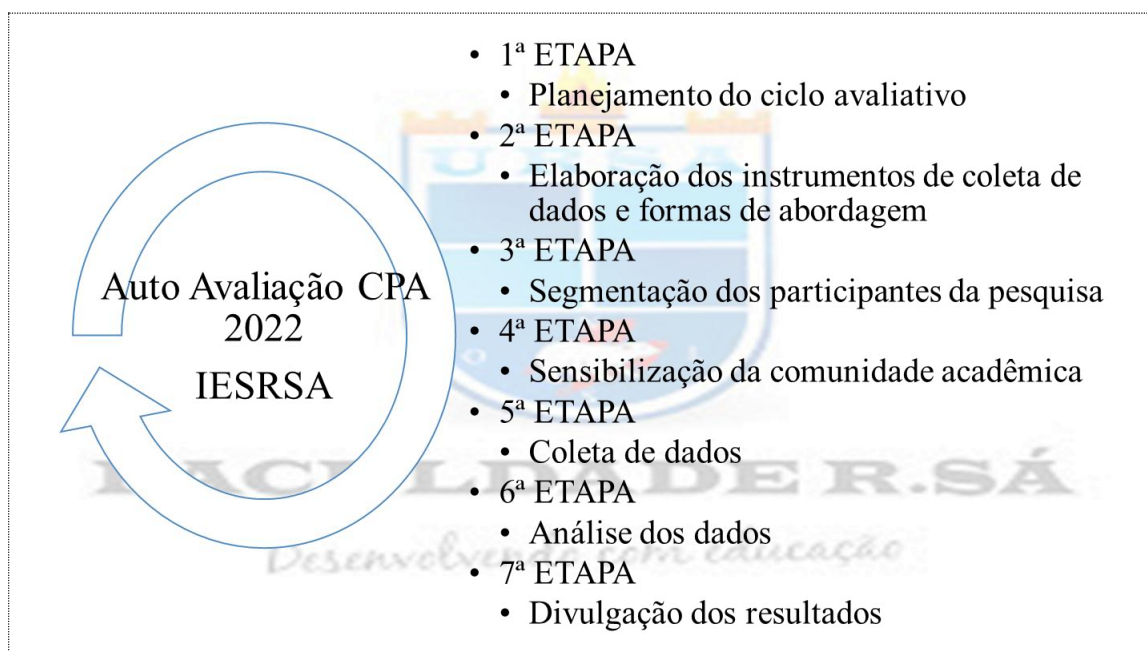 Auto Avaliação CPA
2022
IESRSA
• 1ª ETAPA
• Planejamento do ciclo avaliativo
• 2ª ETAPA
• Elaboração dos instrumentos de coleta de
dados e formas de abordagem
• 3ª ETAPA
• Segmentação dos participantes da pesquisa
• 4ª ETAPA
• Sensibilização da comunidade acadêmica
• 5ª ETAPA
• Coleta de dados
• 6ª ETAPA
• Análise dos dados
• 7ª ETAPA
• Divulgação dos resultados
FACULDADE R.SÁ
Desenvolvendo com educação